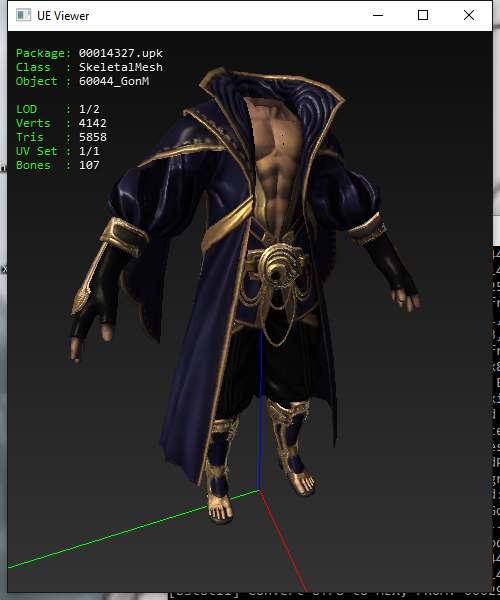 UE Viewer
Package: 00014327.upk
Class : SkeletalMesh
Object : 60044_GonM
LOD : 1/2
Verts : 4142
Tris : 5858
UV Set : 1/1
Bones : 107